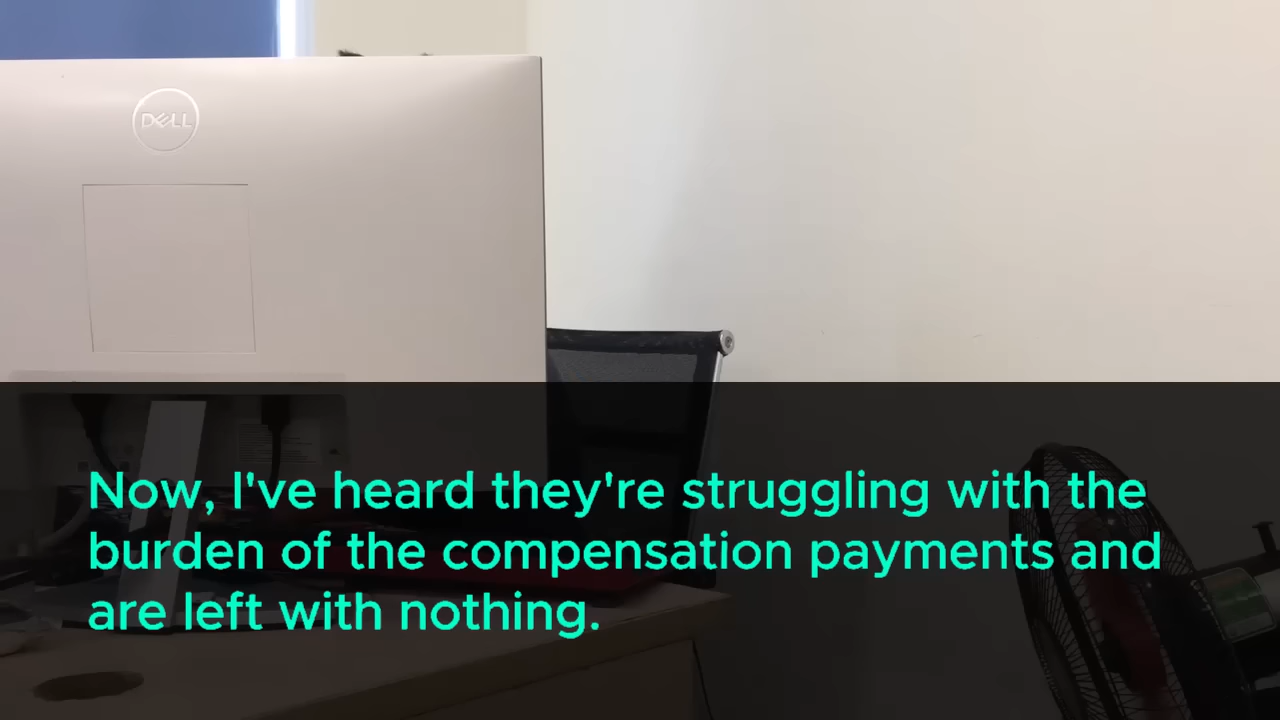 DELL
Now, I've heard they're struggling with the
burden of the compensation payments and
are left with nothing.